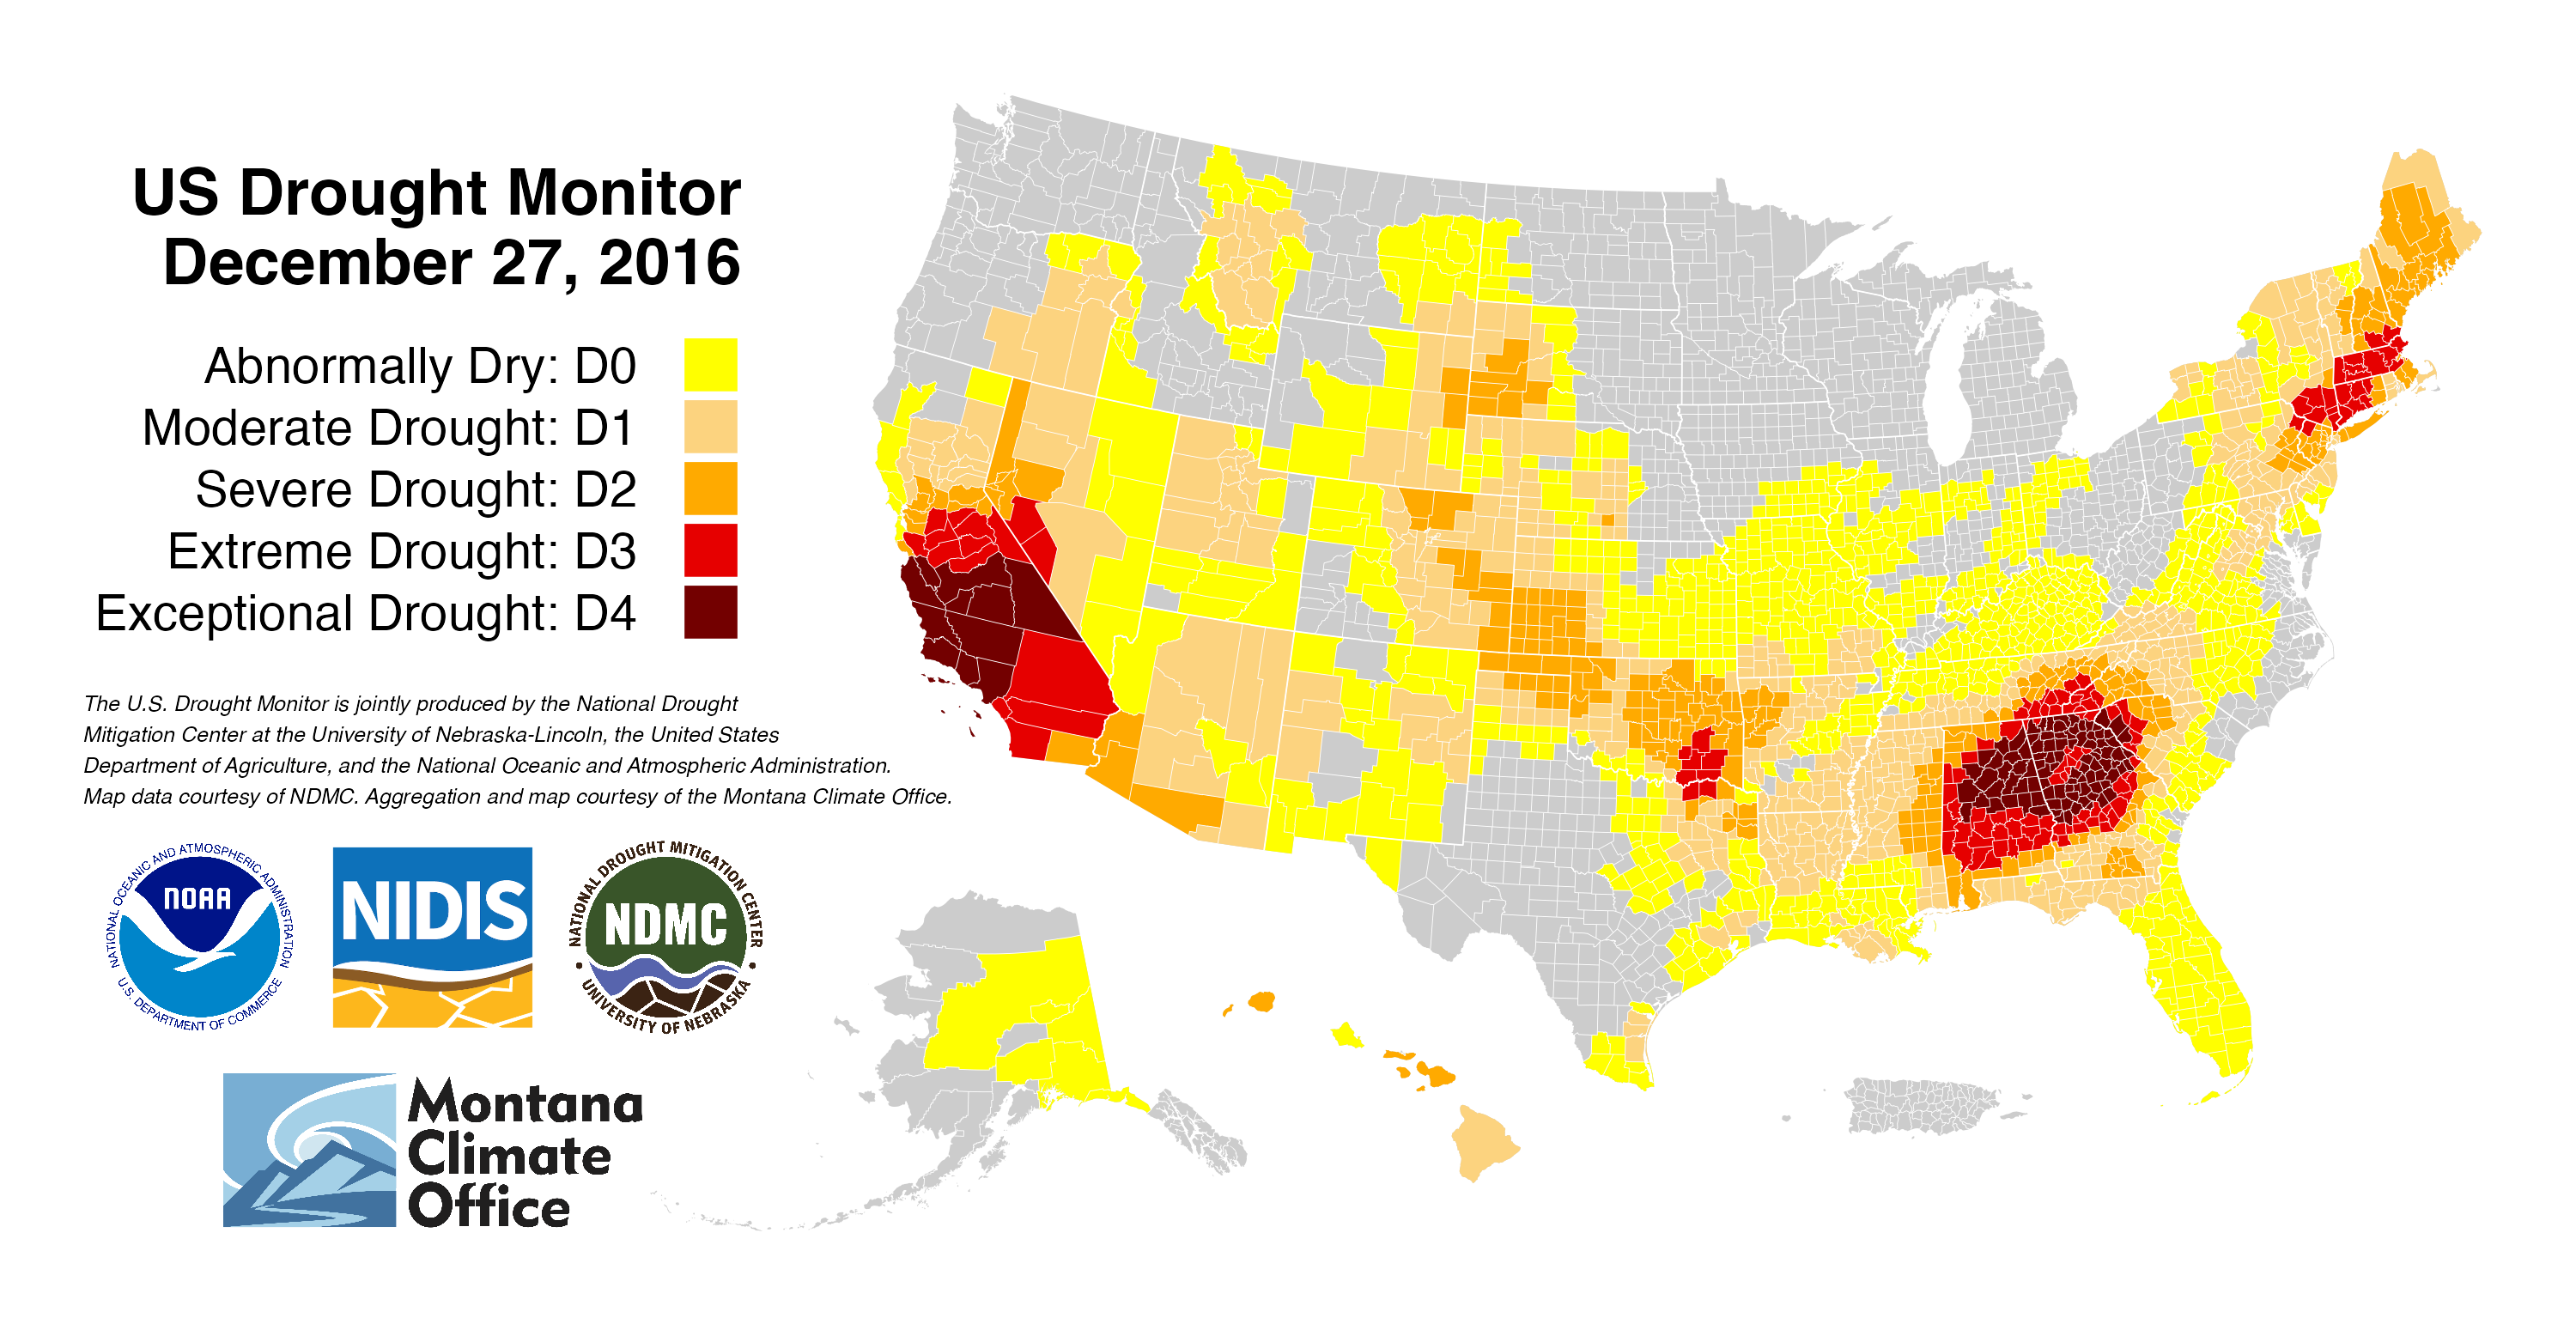 US Drought Monitor
December 27, 2016
Abnormally Dry: D0
Moderate Drought: D1
Severe Drought: D2
Extreme Drought: D3
Exceptional Drought: D4
The U.S. Drought Monitor is jointly produced by the National Drought
Mitigation Center at the University of Nebraska-Lincoln, the United States
Department of Agriculture, and the National Oceanic and Atmospheric Administration.
Map data courtesy of NDMC. Aggregation and map courtesy of the Montana Climate Office.
NATIONAL OCEANIC AND ATMOSPHERIC ADMINISTRATION
NOAA
U.S. DEPARTMENT OF COMMERCE
NIDIS
NATIONAL DROUGHT MITIGATION CENTER
NDMC
UNIVERSITY OF NEBRASKA
Montana
Climate
Office